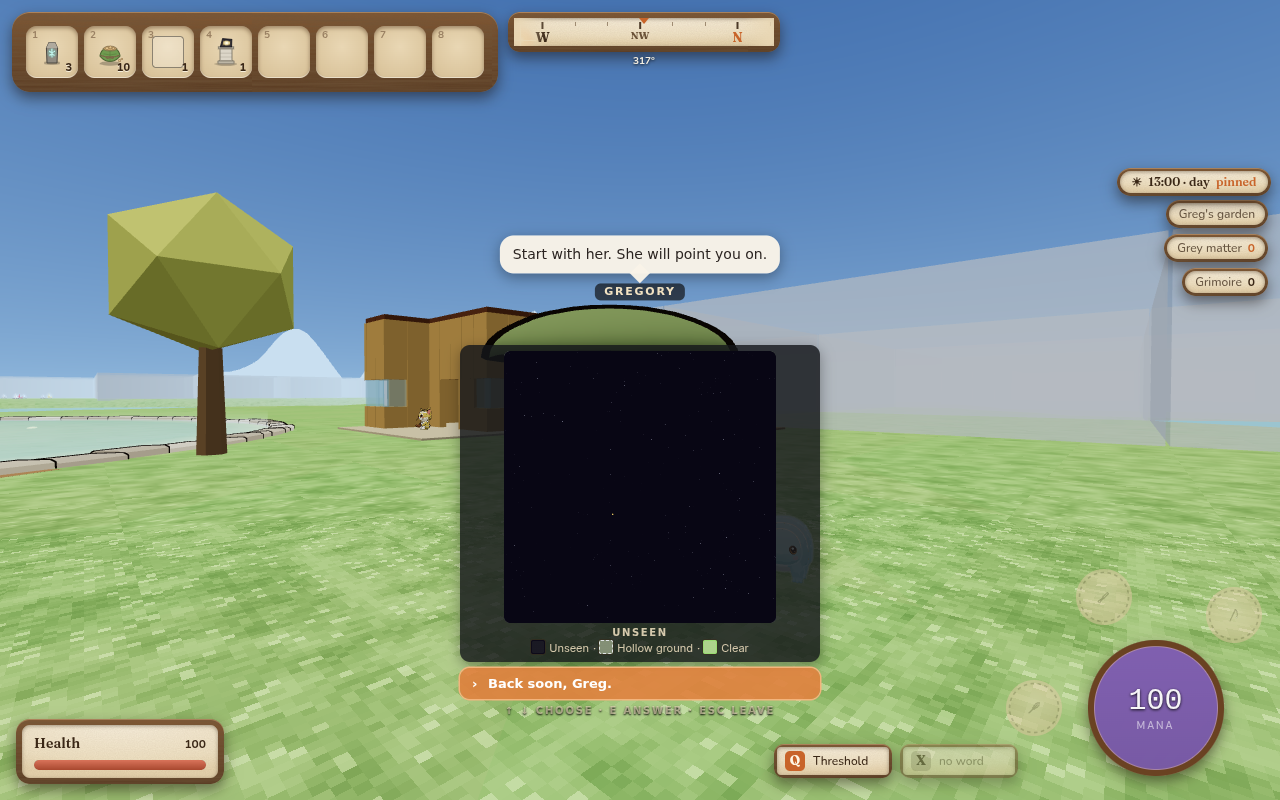 1 2 3 4 5 6 7 8
3 10 1 1
W NW N
317°
☀ 13:00 · day pinned
Greg's garden
Grey matter 0
Grimoire 0
Start with her. She will point you on.
GREGORY
UNSEEN
Unseen · Hollow ground · Clear
› Back soon, Greg.
↑ ↓ CHOOSE · E ANSWER · ESC LEAVE
100
MANA
Health 100
Q Threshold X no word